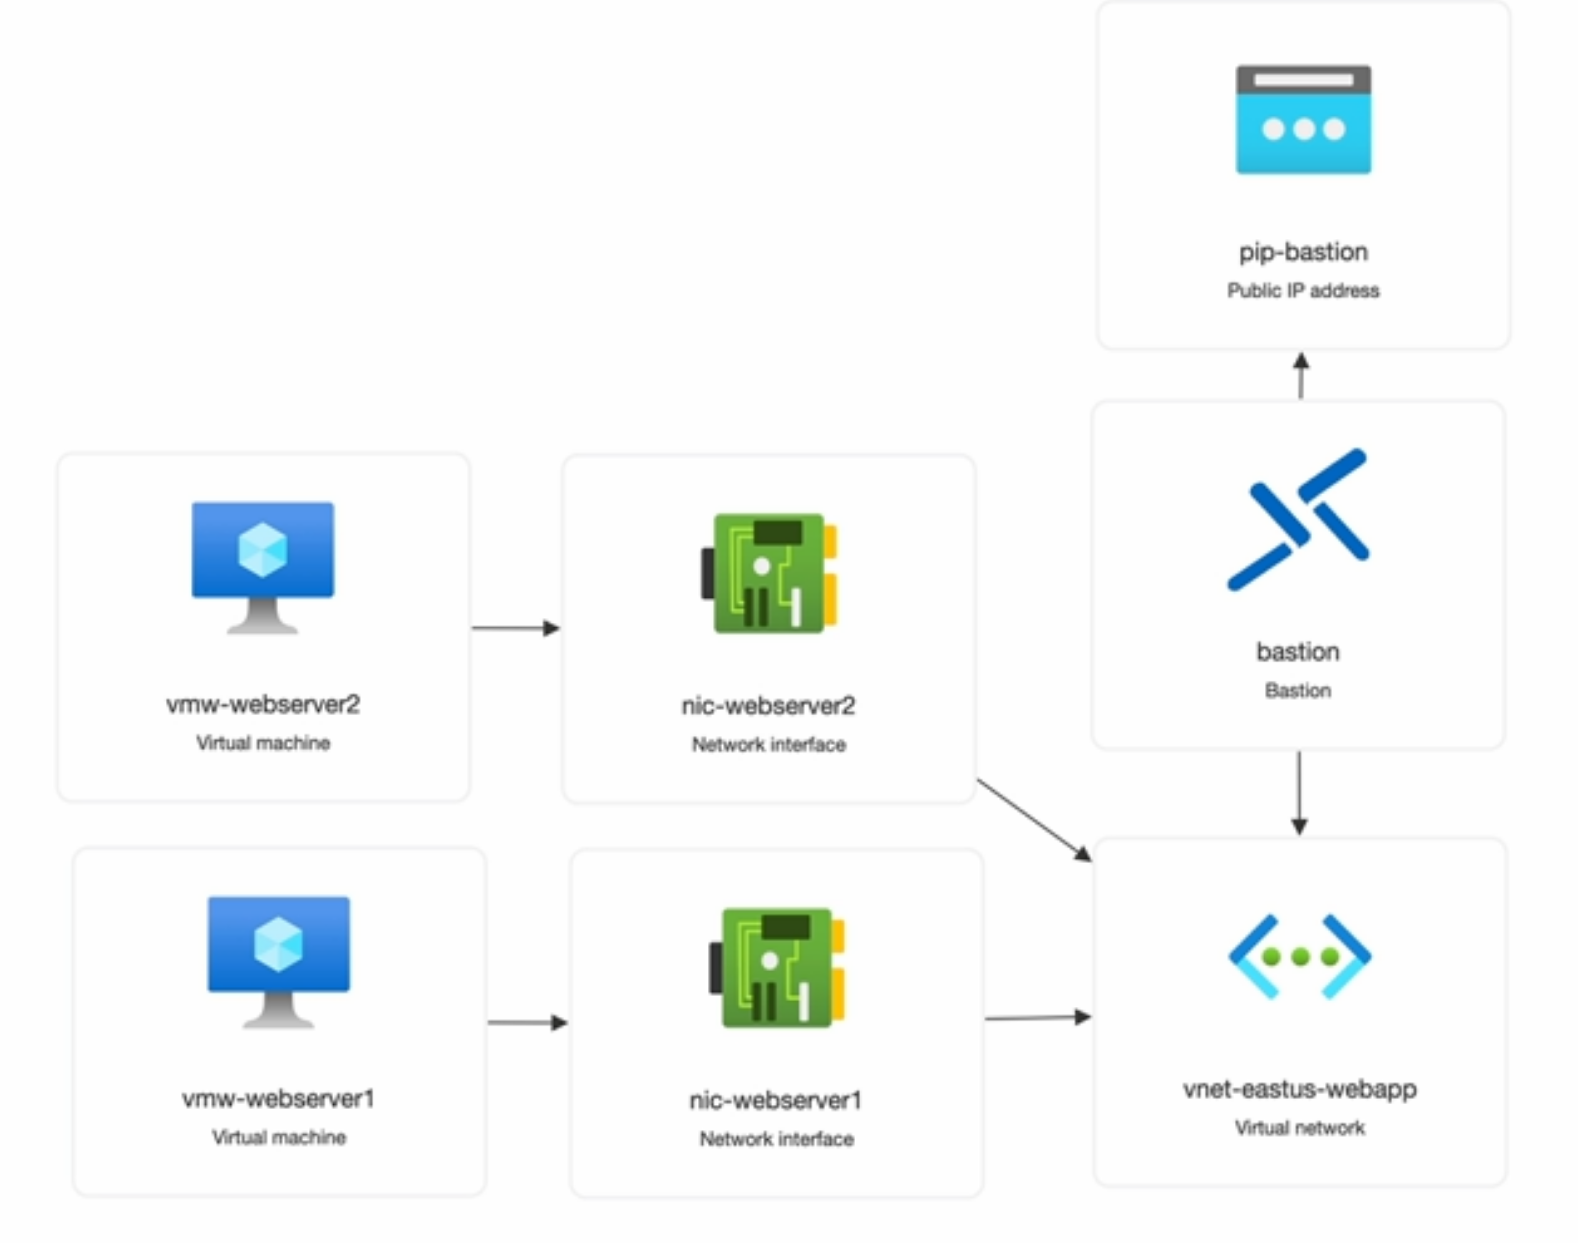 pip-bastion
Public IP address
bastion
Bastion
vmw-webserver2
Virtual machine
nic-webserver2
Network interface
vmw-webserver1
Virtual machine
nic-webserver1
Network interface
vnet-eastus-webapp
Virtual network